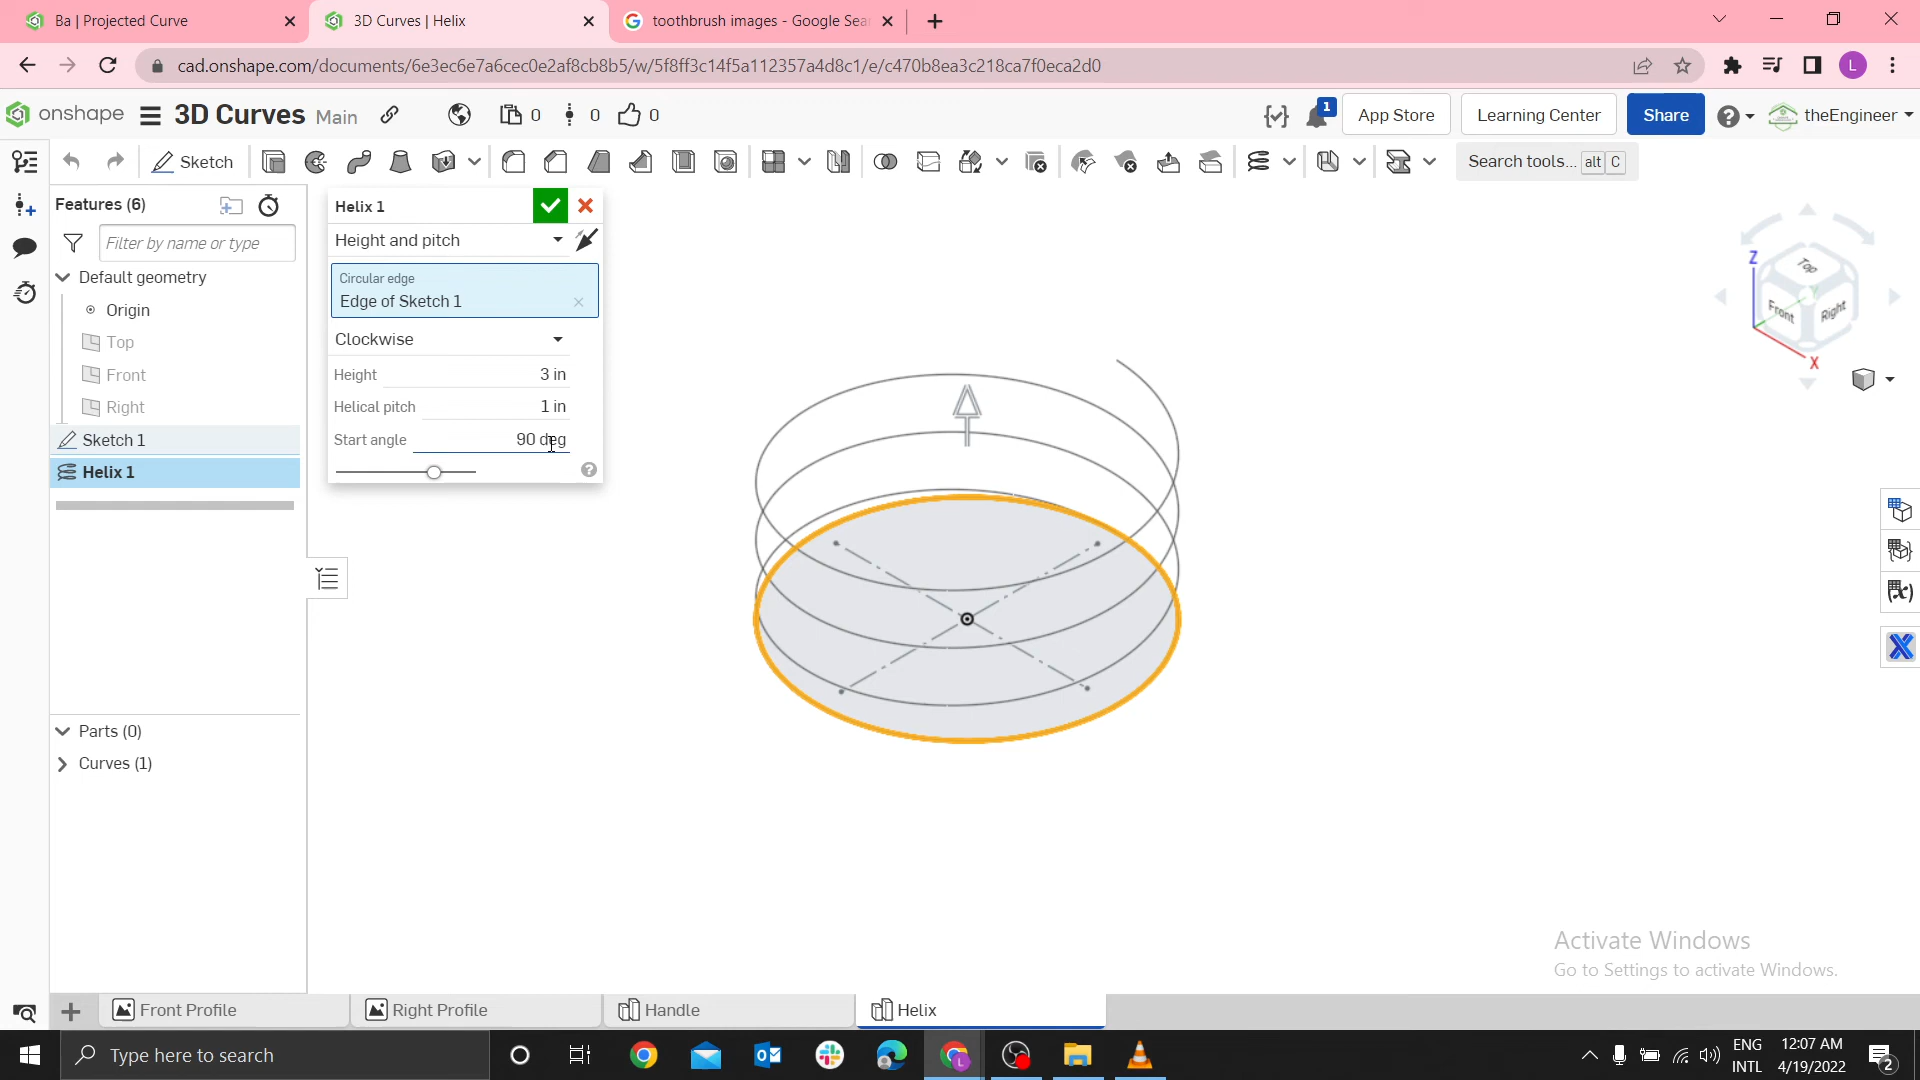 Ba | Projected Curve
3D Curves | Helix
toothbrush images - Google Sear
cad.onshape.com/documents/6e3ec6e7a6cec0e2af8cb8b5/w/5f8ff3c14f5a112357a4d8c1/e/c470b8ea3c218ca7f0eca2d0
L
onshape
3D Curves
Main
0
0
0
1
App Store
Learning Center
Share
theEngineer
Sketch
Search tools... alt C
Features (6)
Filter by name or type
Default geometry
Origin
Top
Front
Right
Sketch 1
Helix 1
Parts (0)
Curves (1)
Helix 1
Height and pitch
Circular edge
Edge of Sketch 1
Clockwise
Height 3 in
Helical pitch 1 in
Start angle 90 deg
Z
Top
Front
Right
X
Activate Windows
Go to Settings to activate Windows.
Front Profile
Right Profile
Handle
Helix
Type here to search
ENG
INTL
12:07 AM
4/19/2022
2